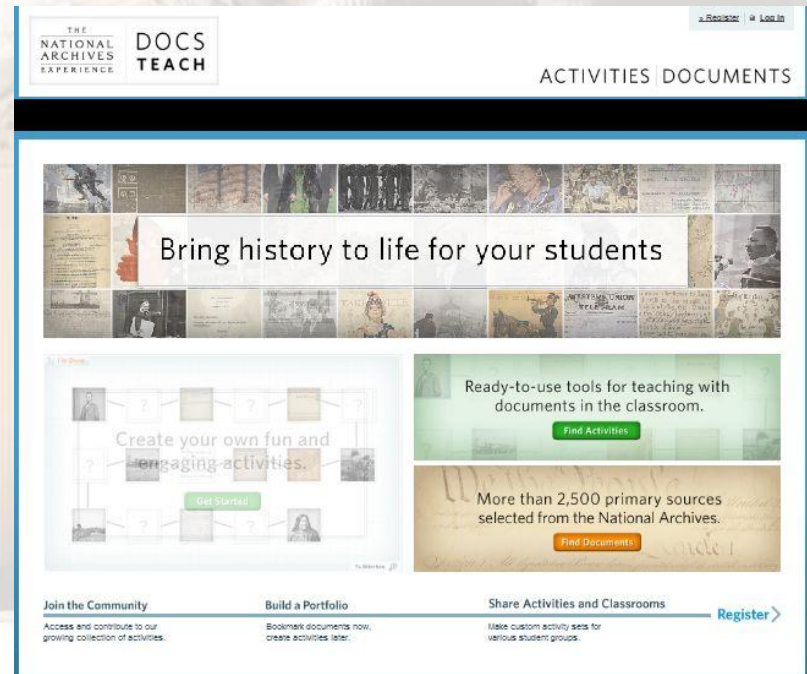 Register Log In
THE
NATIONAL
ARCHIVES
EXPERIENCE
DOCS
TEACH
ACTIVITIES DOCUMENTS
Bring history to life for your students
WESTERN UNION
TELEGRAM
Create your own fun and
engaging activities.
Get Started
Ready-to-use tools for teaching with
documents in the classroom.
Find Activities
More than 2,500 primary sources
selected from the National Archives.
Find Documents
Join the Community
Access and contribute to our
growing collection of activities.
Build a Portfolio
Bookmark documents now,
create activities later.
Share Activities and Classrooms
Make custom activity sets for
various student groups.
Register